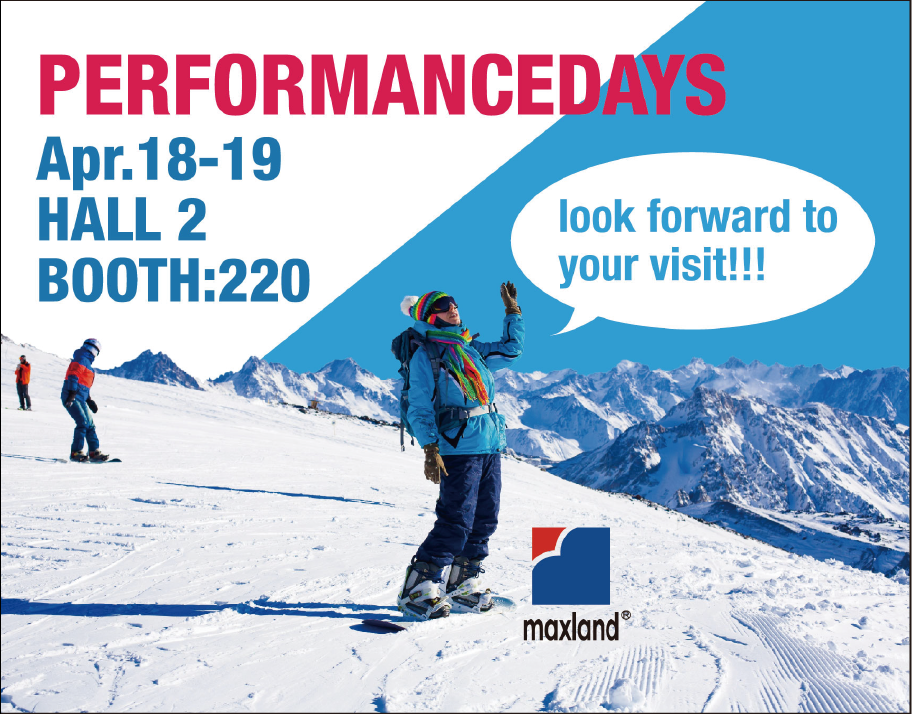 PERFORMANCEDAYS
Apr.18-19
HALL 2
BOOTH:220
look forward to
your visit!!!
maxland®